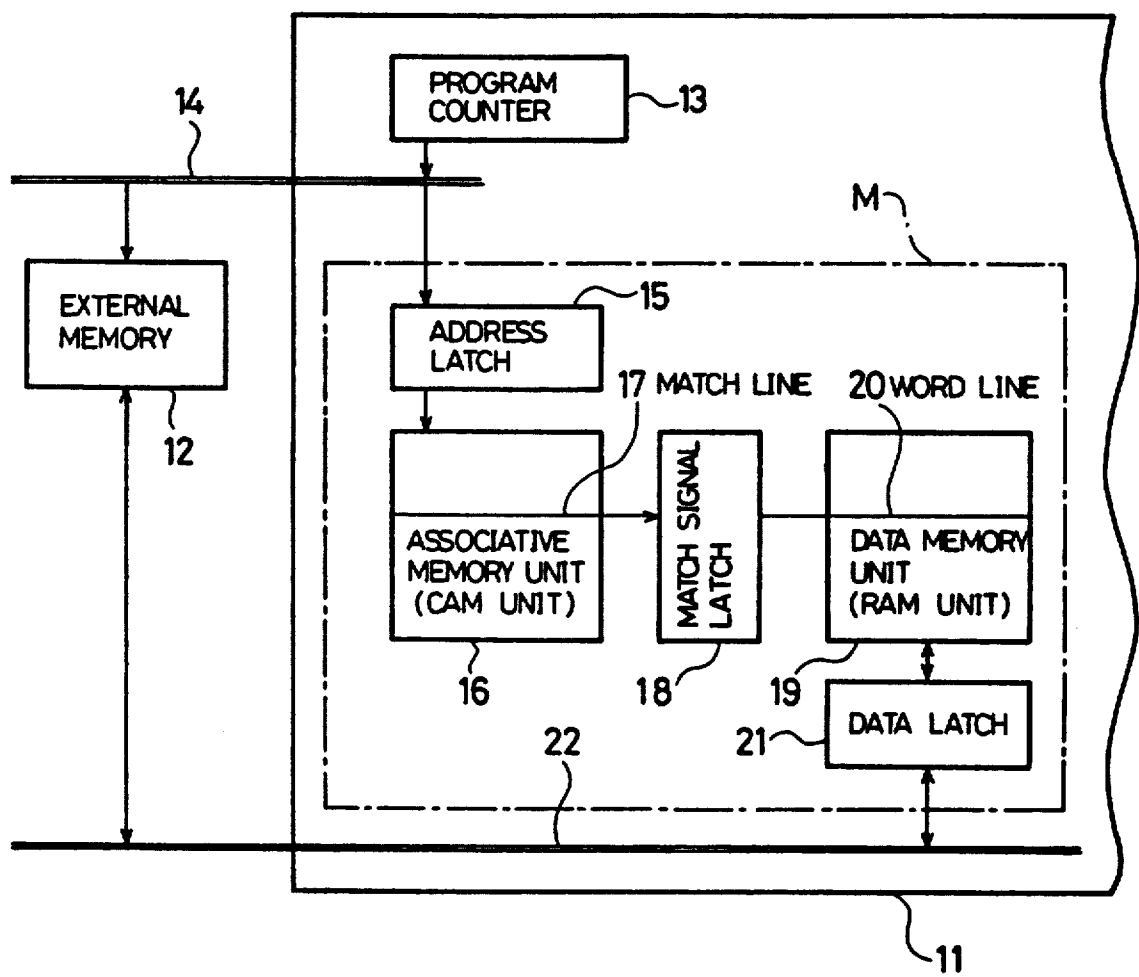 PROGRAM
COUNTER
13
14
M
EXTERNAL
MEMORY
12
15
ADDRESS
LATCH
17 MATCH LINE
20 WORD LINE
ASSOCIATIVE
MEMORY UNIT
(CAM UNIT)
16
MATCH SIGNAL
LATCH
18
DATA MEMORY
UNIT
(RAM UNIT)
19
DATA LATCH
21
22
11